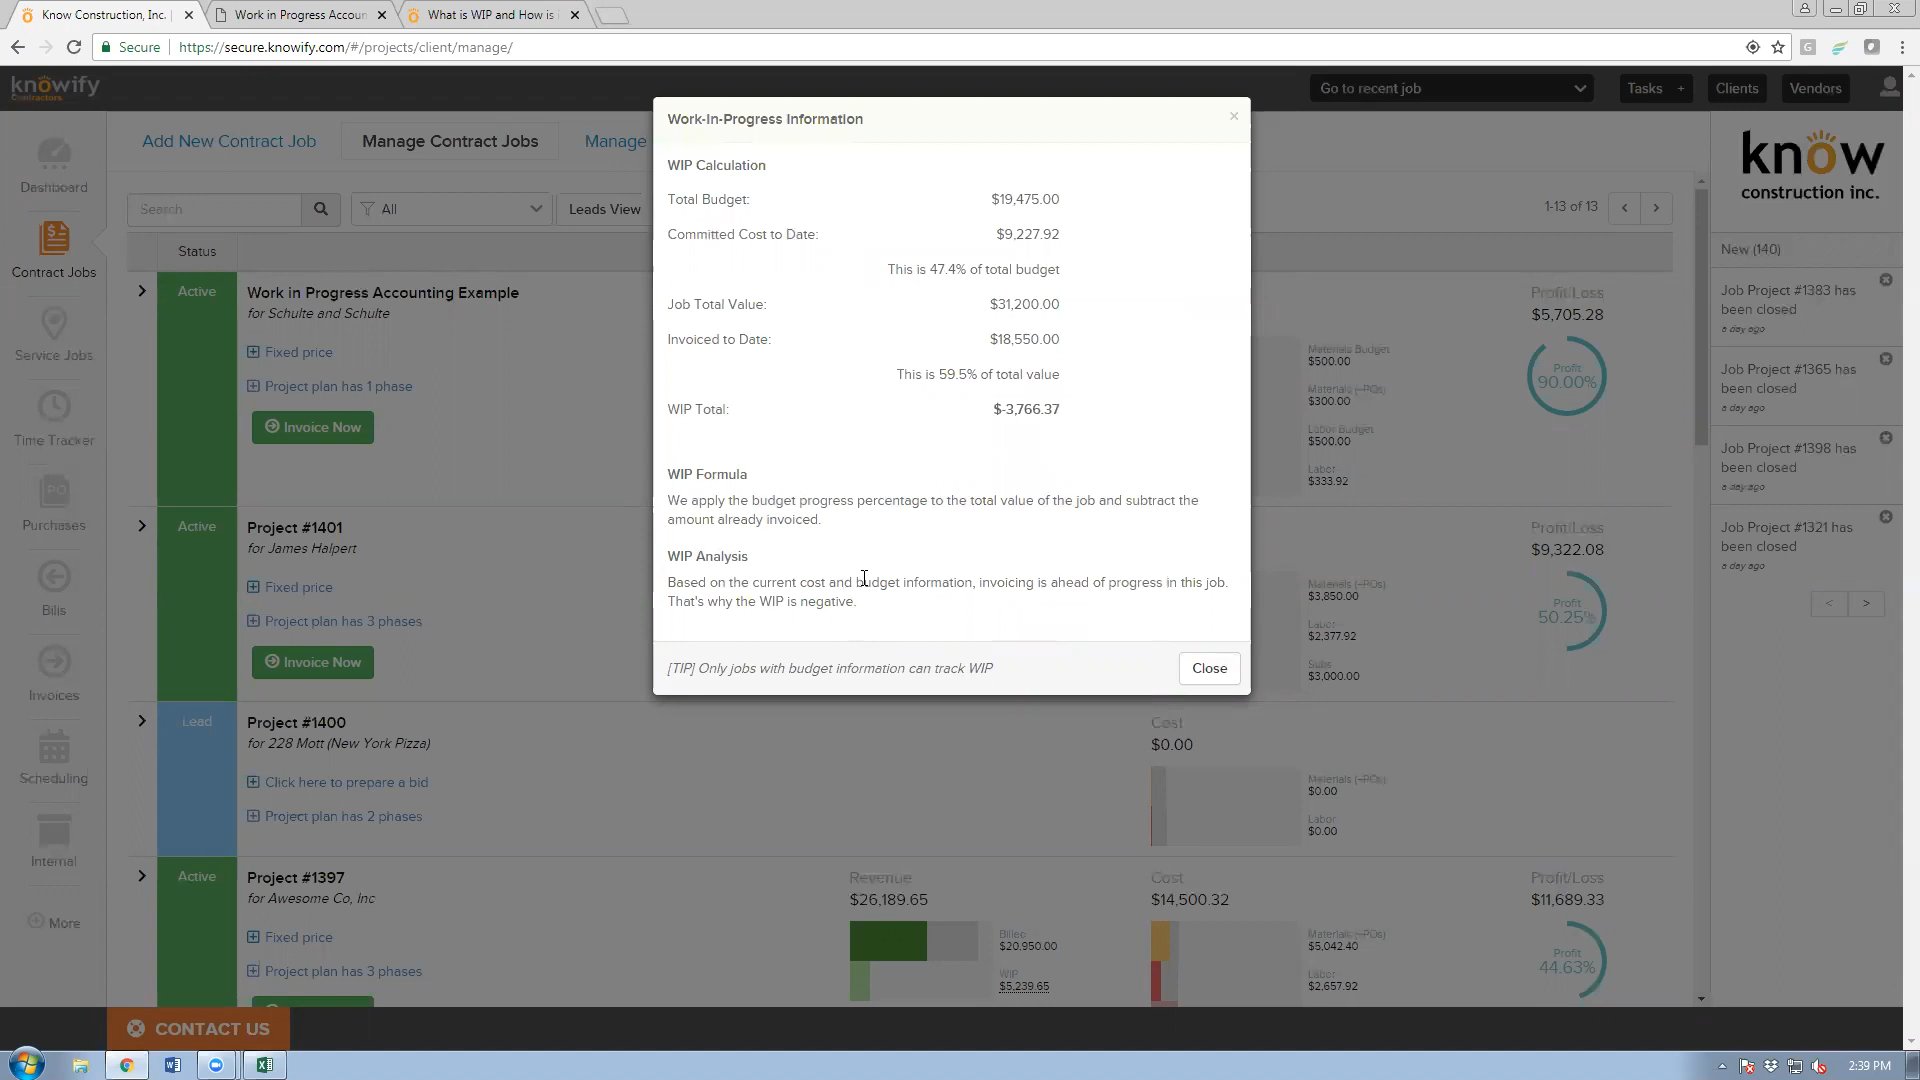 Know Construction, Inc.
Work in Progress Accoun
What is WIP and How is
Secure
https://secure.knowify.com/#/projects/client/manage/
knowify
Contractors
Go to recent job
Tasks +
Clients
Vendors
Dashboard
Contract Jobs
Service Jobs
Time Tracker
Purchases
Bills
Invoices
Scheduling
Internal
More
Add New Contract Job
Manage Contract Jobs
Manage
Search
All
Leads View
1-13 of 13
Status
Active
Work in Progress Accounting Example
for Schulte and Schulte
Fixed price
Project plan has 1 phase
Invoice Now
Profit/Loss
$5,705.28
Materials Budget
$500.00
Materials (+POs)
$300.00
Labor Budget
$500.00
Labor
$333.92
Profit:
90.00%
Active
Project #1401
for James Halpert
Fixed price
Project plan has 3 phases
Invoice Now
Profit/Loss
$9,322.08
Materials (+POs)
$3,850.00
Labor
$2,377.92
Subs
$3,000.00
Profit
50.25%
Lead
Project #1400
for 228 Mott (New York Pizza)
Click here to prepare a bid
Project plan has 2 phases
Cost
$0.00
Materials (+POs)
$0.00
Labor
$0.00
Active
Project #1397
for Awesome Co, Inc
Fixed price
Project plan has 3 phases
Revenue
$26,189.65
Billed
$20,950.00
WIP
$5,239.65
Cost
$14,500.32
Materials (+POs)
$5,042.40
Labor
$2,657.92
Profit/Loss
$11,689.33
Profit
44.63%
Work-In-Progress Information
×
WIP Calculation
Total Budget: $19,475.00
Committed Cost to Date: $9,227.92
This is 47.4% of total budget
Job Total Value: $31,200.00
Invoiced to Date: $18,550.00
This is 59.5% of total value
WIP Total: $-3,766.37
WIP Formula
We apply the budget progress percentage to the total value of the job and subtract the
amount already invoiced.
WIP Analysis
Based on the current cost and budget information, invoicing is ahead of progress in this job.
That's why the WIP is negative.
[TIP] Only jobs with budget information can track WIP
Close
know
construction inc.
New (140)
Job Project #1383 has
been closed
a day ago
Job Project #1365 has
been closed
a day ago
Job Project #1398 has
been closed
a day ago
Job Project #1321 has
been closed
a day ago
< >
CONTACT US
2:39 PM